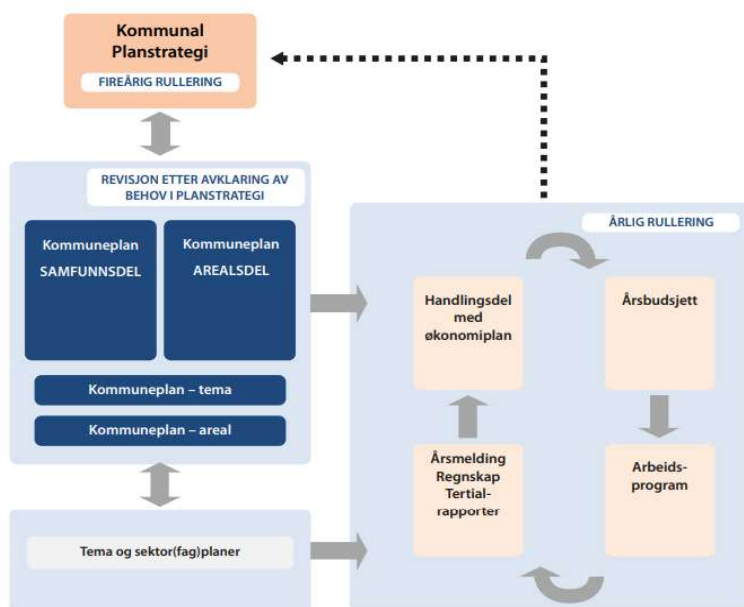 Kommunal
Planstrategi
FIREÅRIG RULLERING
REVISJON ETTER AVKLARING AV
BEHOV I PLANSTRATEGI
Kommuneplan
SAMFUNNSDEL
Kommuneplan
AREALSDEL
Kommuneplan – tema
Kommuneplan – areal
Tema og sektor(fag)planer
ÅRLIG RULLERING
Handlingsdel
med
økonomiplan
Årsbudsjett
Årsmelding
Regnskap
Tertial-
rapporter
Arbeids-
program